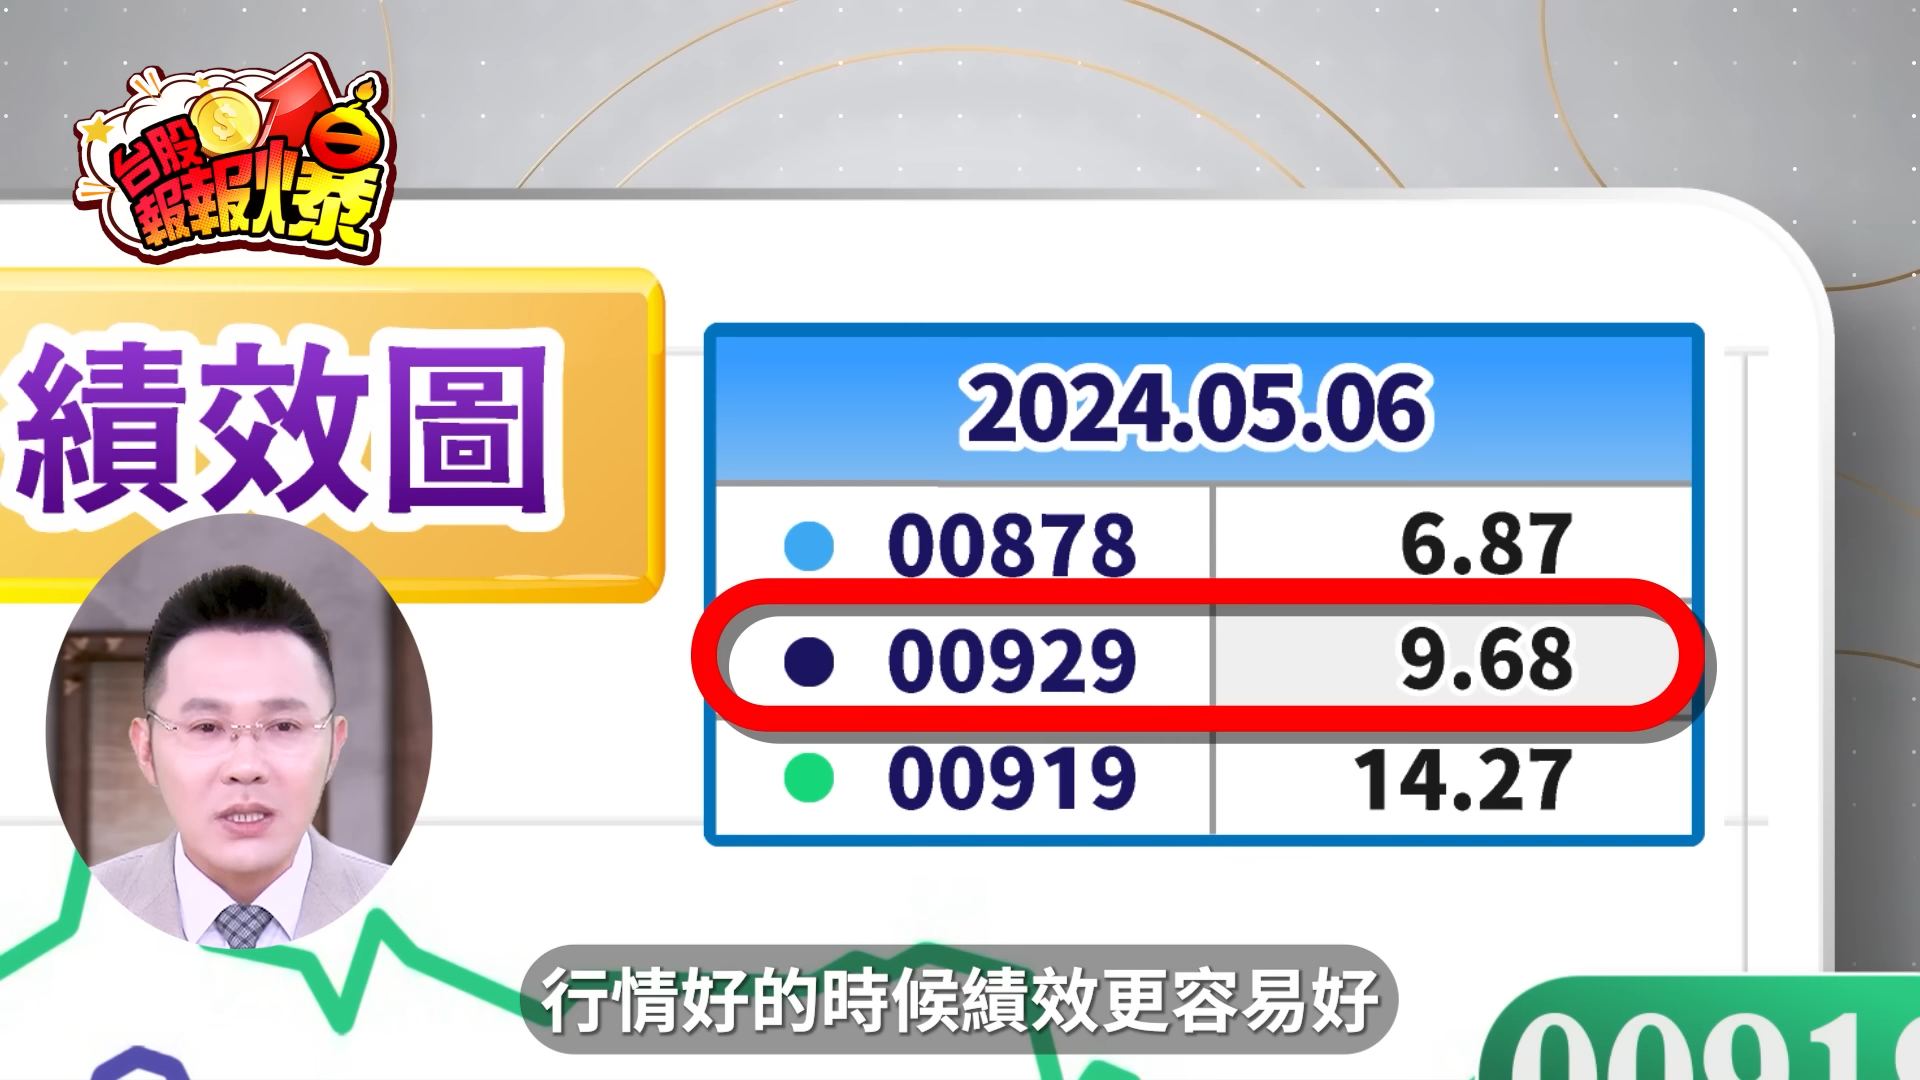 台股
報報爆
績效圖
2024.05.06
00878 6.87
00929 9.68
00919 14.27
行情好的時候績效更容易好
00919